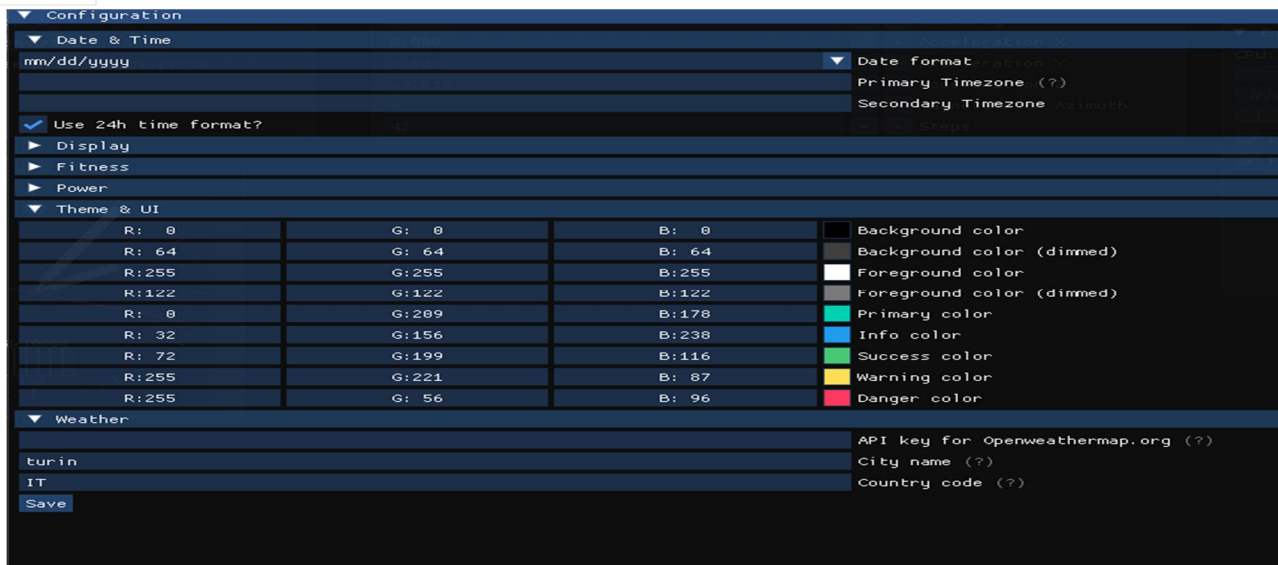 Configuration
Date & Time
mm/dd/yyyy Date format
Primary Timezone (?)
Secondary Timezone
Use 24h time format?
Display
Fitness
Power
Theme & UI
R: 0 G: 0 B: 0 Background color
R: 64 G: 64 B: 64 Background color (dimmed)
R:255 G:255 B:255 Foreground color
R:122 G:122 B:122 Foreground color (dimmed)
R: 0 G:209 B:178 Primary color
R: 32 G:156 B:238 Info color
R: 72 G:199 B:116 Success color
R:255 G:221 B: 87 Warning color
R:255 G: 56 B: 96 Danger color
Weather
API key for Openweathermap.org (?)
turin City name (?)
IT Country code (?)
Save